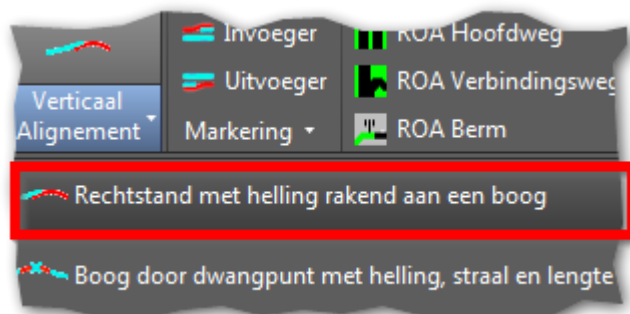 Invoeger
ROA Hoofdweg
Uitvoeger
ROA Verbindingsweg
Verticaal
Alignement
Markering
ROA Berm
Rechtstand met helling rakend aan een boog
Boog door dwangpunt met helling, straal en lengte